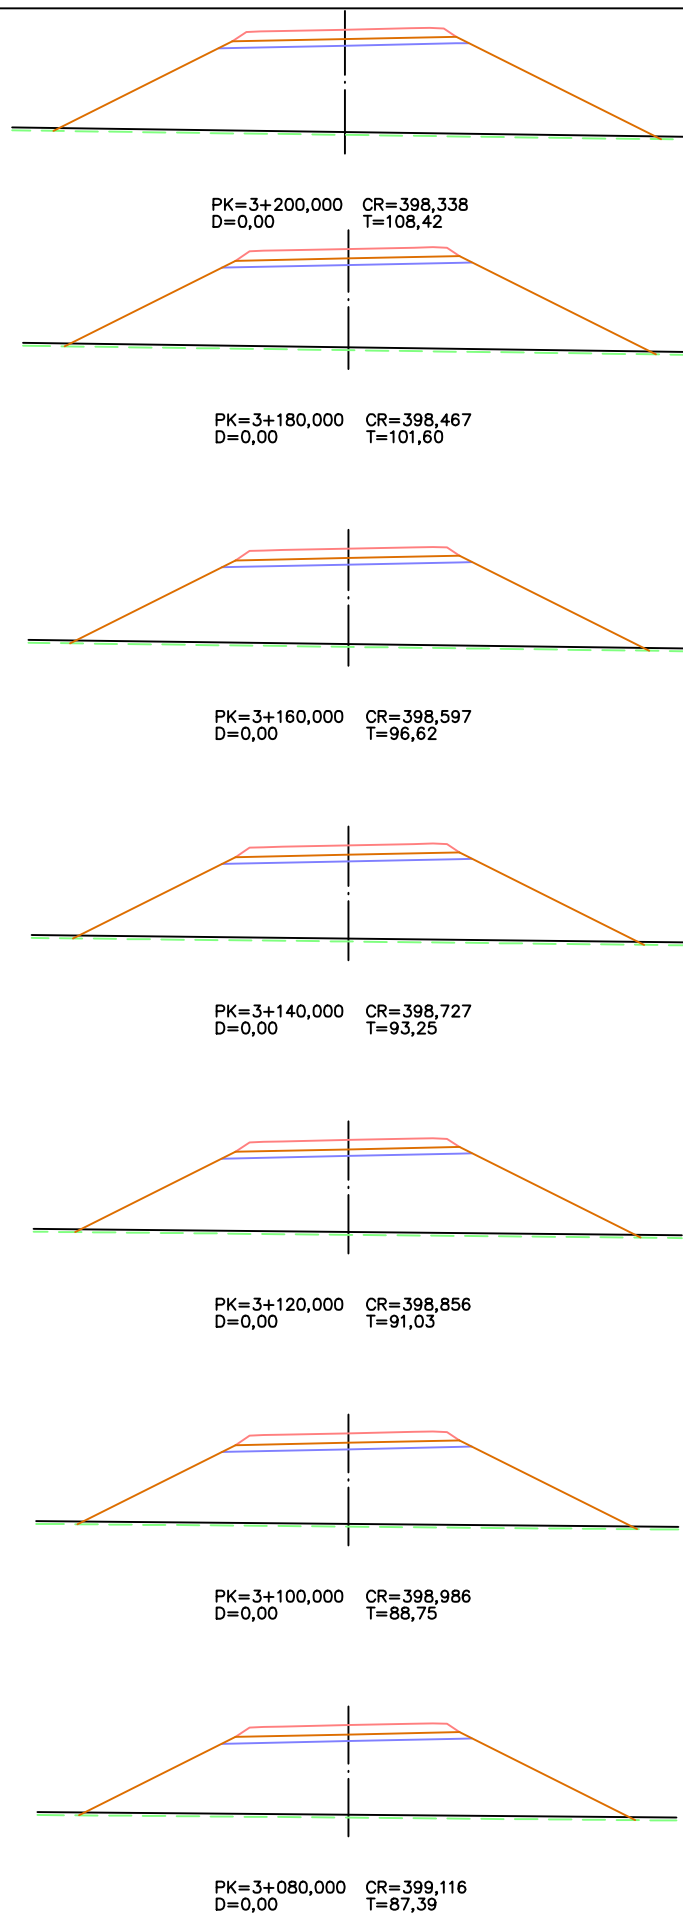 PK=3+200,000 CR=398,338
D=0,00 T=108,42
PK=3+180,000 CR=398,467
D=0,00 T=101,60
PK=3+160,000 CR=398,597
D=0,00 T=96,62
PK=3+140,000 CR=398,727
D=0,00 T=93,25
PK=3+120,000 CR=398,856
D=0,00 T=91,03
PK=3+100,000 CR=398,986
D=0,00 T=88,75
PK=3+080,000 CR=399,116
D=0,00 T=87,39